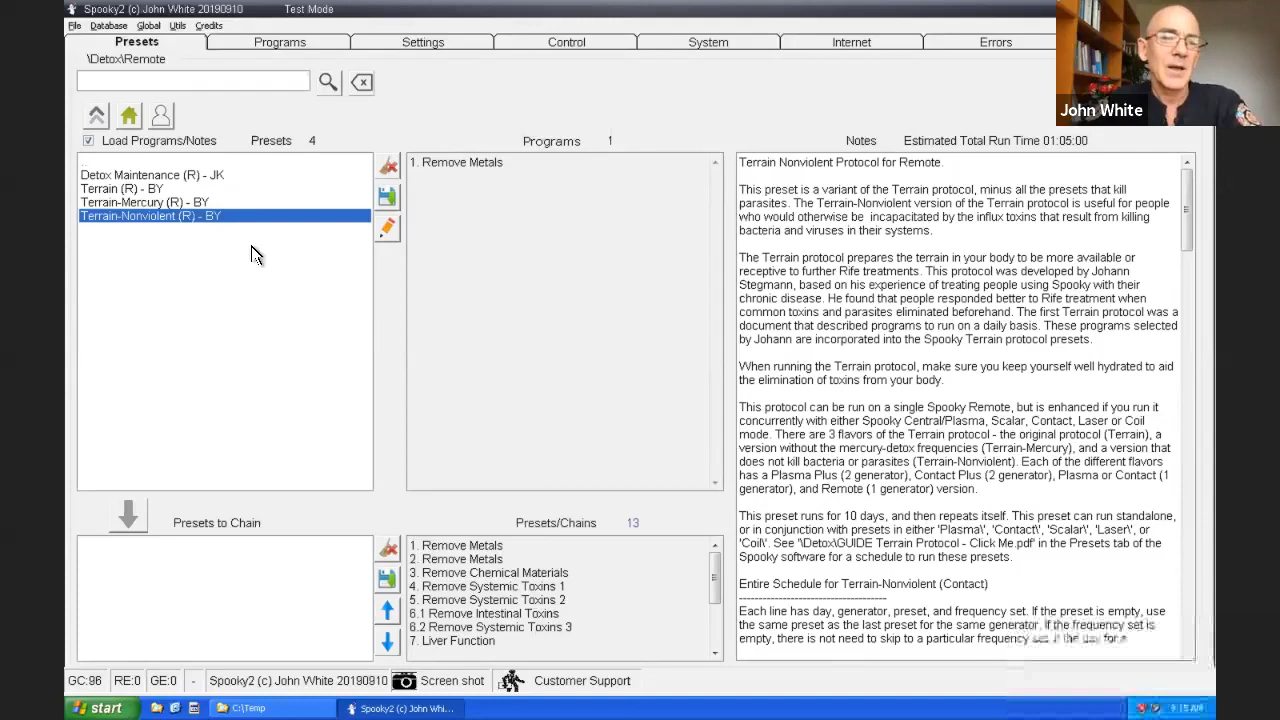 Spooky2 (c) John White 20190910 Test Mode
File Database Global Utils Credits
Presets Programs Settings Control System Internet Errors
\Detox\Remote
John White
Load Programs/Notes Presets 4 Programs 1 Notes Estimated Total Run Time 01:05:00
..
Detox Maintenance (R) - JK
Terrain (R) - BY
Terrain-Mercury (R) - BY
Terrain-Nonviolent (R) - BY
1. Remove Metals
Terrain Nonviolent Protocol for Remote.
This preset is a variant of the Terrain protocol, minus all the presets that kill
parasites. The Terrain-Nonviolent version of the Terrain protocol is useful for people
who would otherwise be incapacitated by the influx toxins that result from killing
bacteria and viruses in their systems.
The Terrain protocol prepares the terrain in your body to be more available or
receptive to further Rife treatments. This protocol was developed by Johann
Stegmann, based on his experience of treating people using Spooky with their
chronic disease. He found that people responded better to Rife treatment when
common toxins and parasites eliminated beforehand. The first Terrain protocol was a
document that described programs to run on a daily basis. These programs selected
by Johann are incorporated into the Spooky Terrain protocol presets.
When running the Terrain protocol, make sure you keep yourself well hydrated to aid
the elimination of toxins from your body.
This protocol can be run on a single Spooky Remote, but is enhanced if you run it
concurrently with either Spooky Central/Plasma, Scalar, Contact, Laser or Coil
mode. There are 3 flavors of the Terrain protocol - the original protocol (Terrain), a
version without the mercury-detox frequencies (Terrain-Mercury), and a version that
does not kill bacteria or parasites (Terrain-Nonviolent). Each of the different flavors
has a Plasma Plus (2 generator), Contact Plus (2 generator), Plasma or Contact (1
generator), and Remote (1 generator) version.
This preset runs for 10 days, and then repeats itself. This preset can run standalone,
or in conjunction with presets in either 'Plasma\', 'Contact\', 'Scalar\', 'Laser\', or
'Coil\'. See '\Detox\GUIDE Terrain Protocol - Click Me.pdf' in the Presets tab of the
Spooky software for a schedule to run these presets.
Entire Schedule for Terrain-Nonviolent (Contact)
-----------------------------------
Each line has day, generator, preset, and frequency set. If the preset is empty, use
the same preset as the last preset for the same generator. If the frequency set is
empty, there is not need to skip to a particular frequency
Presets to Chain Presets/Chains 13
1. Remove Metals
2. Remove Metals
3. Remove Chemical Materials
4. Remove Systemic Toxins 1
5. Remove Systemic Toxins 2
6.1 Remove Intestinal Toxins
6.2 Remove Systemic Toxins 3
7. Liver Function
GC:96 RE:0 GE:0 - Spooky2 (c) John White 20190910 Screen shot Customer Support
start C:\Temp Spooky2 (c) John Whi... 9:15 AM